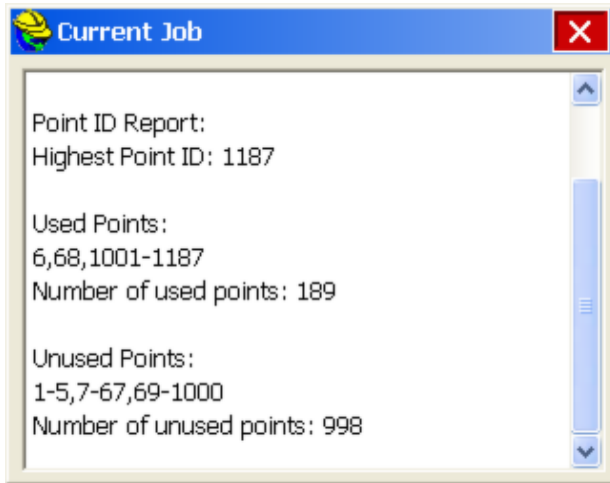 Current Job
Point ID Report:
Highest Point ID: 1187
Used Points:
6,68,1001-1187
Number of used points: 189
Unused Points:
1-5,7-67,69-1000
Number of unused points: 998